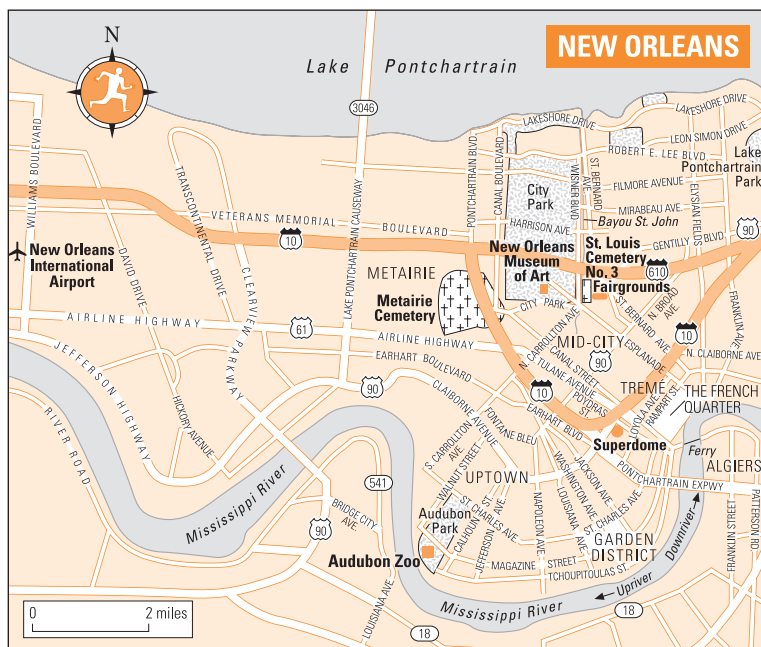 NEW ORLEANS
N
Lake Pontchartrain
3046
LAKESHORE DRIVE
LAKESHORE DRIVE
LEON SIMON DRIVE
ROBERT E. LEE BLVD.
Lake
Pontchartrain
Park
WILLIAMS BOULEVARD
TRANSCONTINENTAL DRIVE
LAKE PONTCHARTRAIN CAUSEWAY
PONTCHARTRAIN BLVD
CANAL BOULEVARD
City
Park
WISNER BLVD
ST. BERNARD
AVE
FILMORE AVENUE
MIRABEAU AVE
Bayou St. John
ELYSIAN FIELDS
HARRISON AVE
GENTILLY BLVD
90
VETERANS MEMORIAL BOULEVARD
10
New Orleans
International
Airport
DAVID DRIVE
CLEARVIEW PARKWAY
METAIRIE
Metairie
Cemetery
New Orleans
Museum
of Art
St. Louis
Cemetery
No. 3
Fairgrounds
610
CITY PARK
ST. BERNARD AVE.
N. BROAD AVE.
FRANKLIN AVE.
10
AIRLINE HIGHWAY
61
AIRLINE HIGHWAY
N. CARROLLTON AVE
MID-CITY
90
ESPLANADE
N. CLAIBORNE AVE
JEFFERSON HIGHWAY
EARHART BOULEVARD
CANAL STREET
TULANE AVENUE
POYDRAS
ST.
TREMÉ
THE FRENCH
QUARTER
LOYOLA AVE
RAMPART ST.
90
10
CLAIBORNE AVENUE
FONTAINBLEU
EARHART BLVD
Superdome
Ferry
ALGIERS
RIVER ROAD
HICKORY AVENUE
S. CARROLLTON
AVE
WALNUT STREET
UPTOWN
JACKSON AVE
WASHINGTON AVE.
LOUISIANA AVE
PONTCHARTRAIN EXPWY
Mississippi River
541
BRIDGE CITY
AVE.
90
Audubon
Park
CALHOUN ST.
ST. CHARLES AVE.
JEFFERSON AVE.
NAPOLEON AVE.
ST. CHARLES AVE.
GARDEN
DISTRICT
Downriver
FRANKLIN STREET
PATTERSON RD.
Audubon Zoo
MAGAZINE STREET
TCHOUPITOULAS ST.
Upriver
LOUISIANA AVE
Mississippi River
18
18
0 2 miles